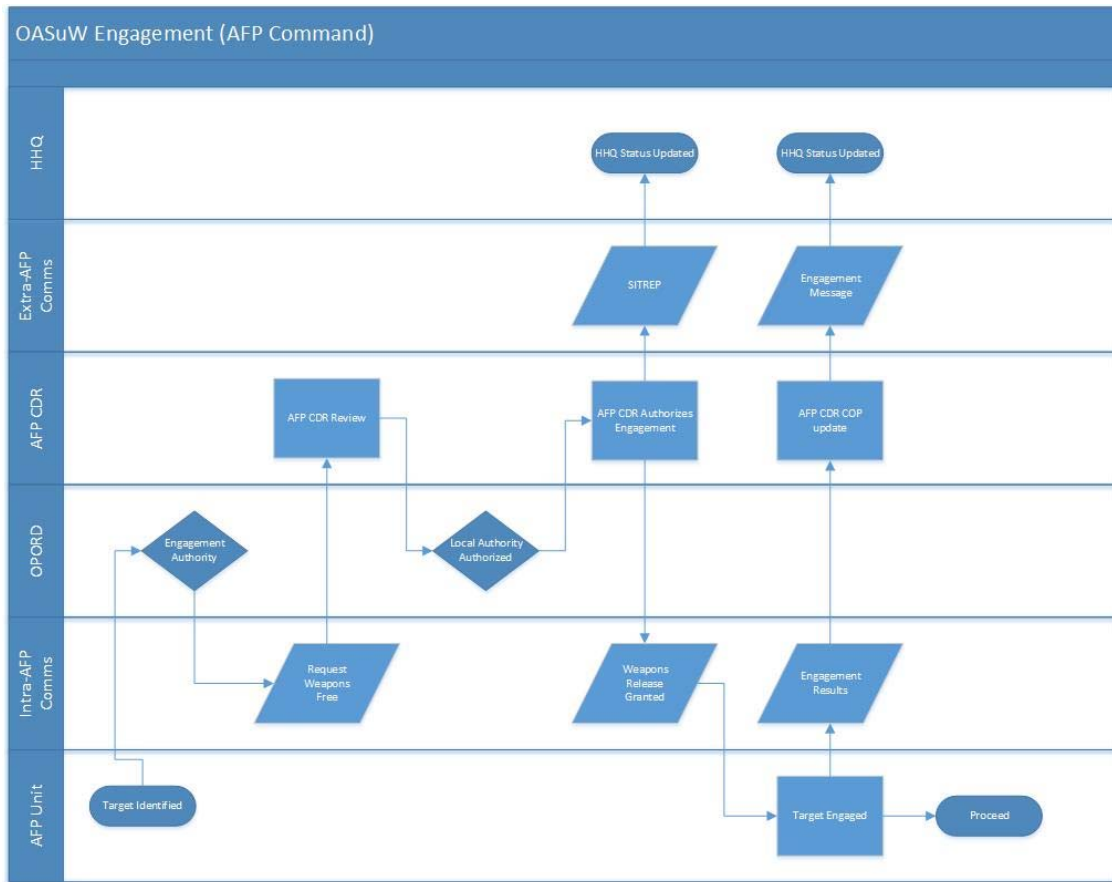 OASuW Engagement (AFP Command)
HHQ
HHQ Status Updated
HHQ Status Updated
Extra-AFP
Comms
SITREP
Engagement
Message
AFP CDR
AFP CDR Review
AFP CDR Authorizes
Engagement
AFP CDR COP
update
OPORD
Engagement
Authority
Local Authority
Authorized
Intra-AFP
Comms
Request
Weapons
Free
Weapons
Release
Granted
Engagement
Results
AFP Unit
Target Identified
Target Engaged
Proceed